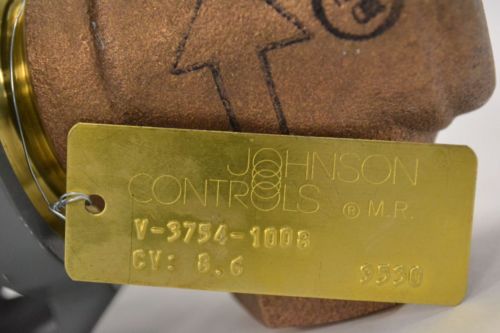 JOHNSON
CONTROLS ® M.R.
V-3754-1008
CV: 8.6 9530